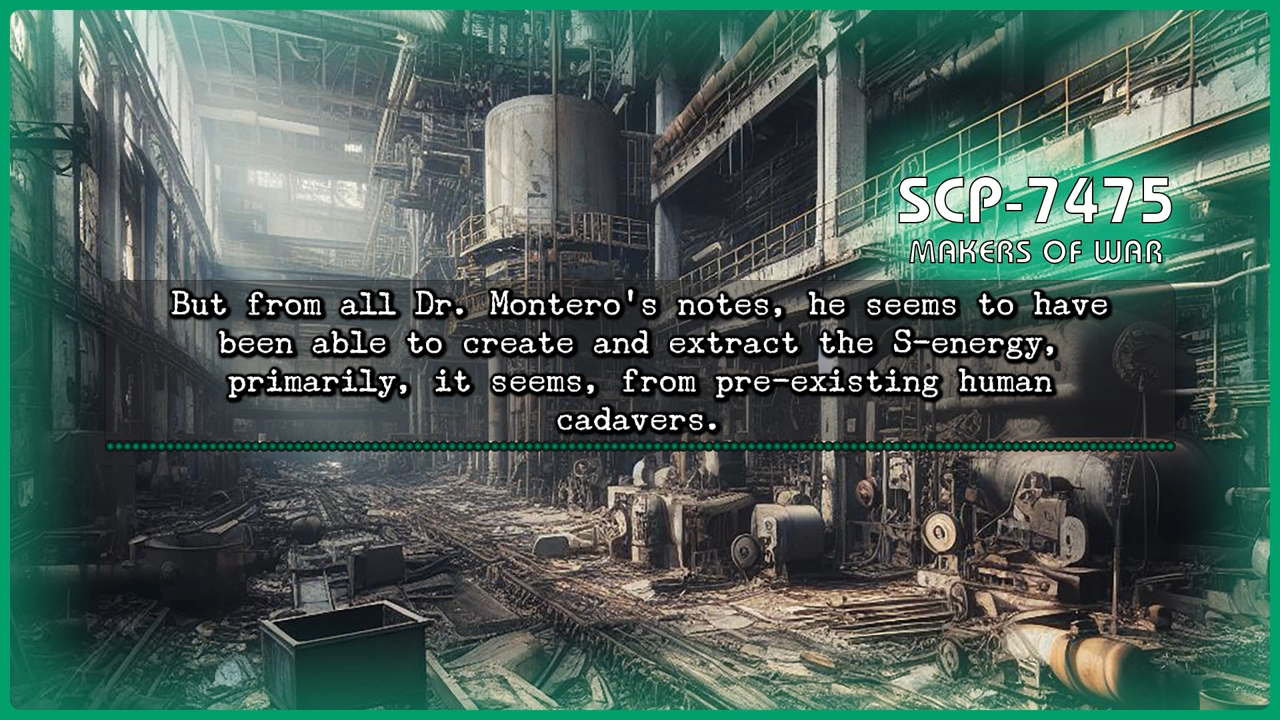 SCP-7475
MAKERS OF WAR
But from all Dr. Montero's notes, he seems to have
been able to create and extract the S-energy,
primarily, it seems, from pre-existing human
cadavers.